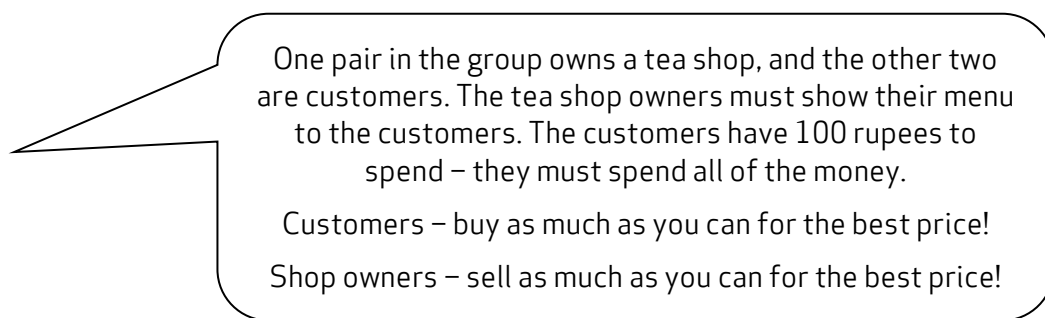 One pair in the group owns a tea shop, and the other two
are customers. The tea shop owners must show their menu
to the customers. The customers have 100 rupees to
spend – they must spend all of the money.
Customers – buy as much as you can for the best price!
Shop owners – sell as much as you can for the best price!